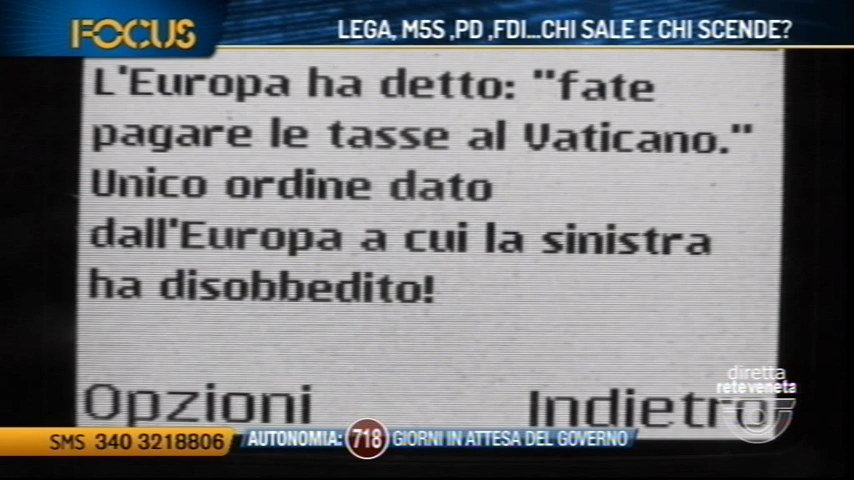 FOCUS
LEGA, M5S ,PD ,FDI...CHI SALE E CHI SCENDE?
L'Europa ha detto: "fate
pagare le tasse al Vaticano."
Unico ordine dato
dall'Europa a cui la sinistra
ha disobbedito!
Opzioni
Indietro
diretta
reteveneta
SMS 340 3218806
AUTONOMIA: 718 GIORNI IN ATTESA DEL GOVERNO